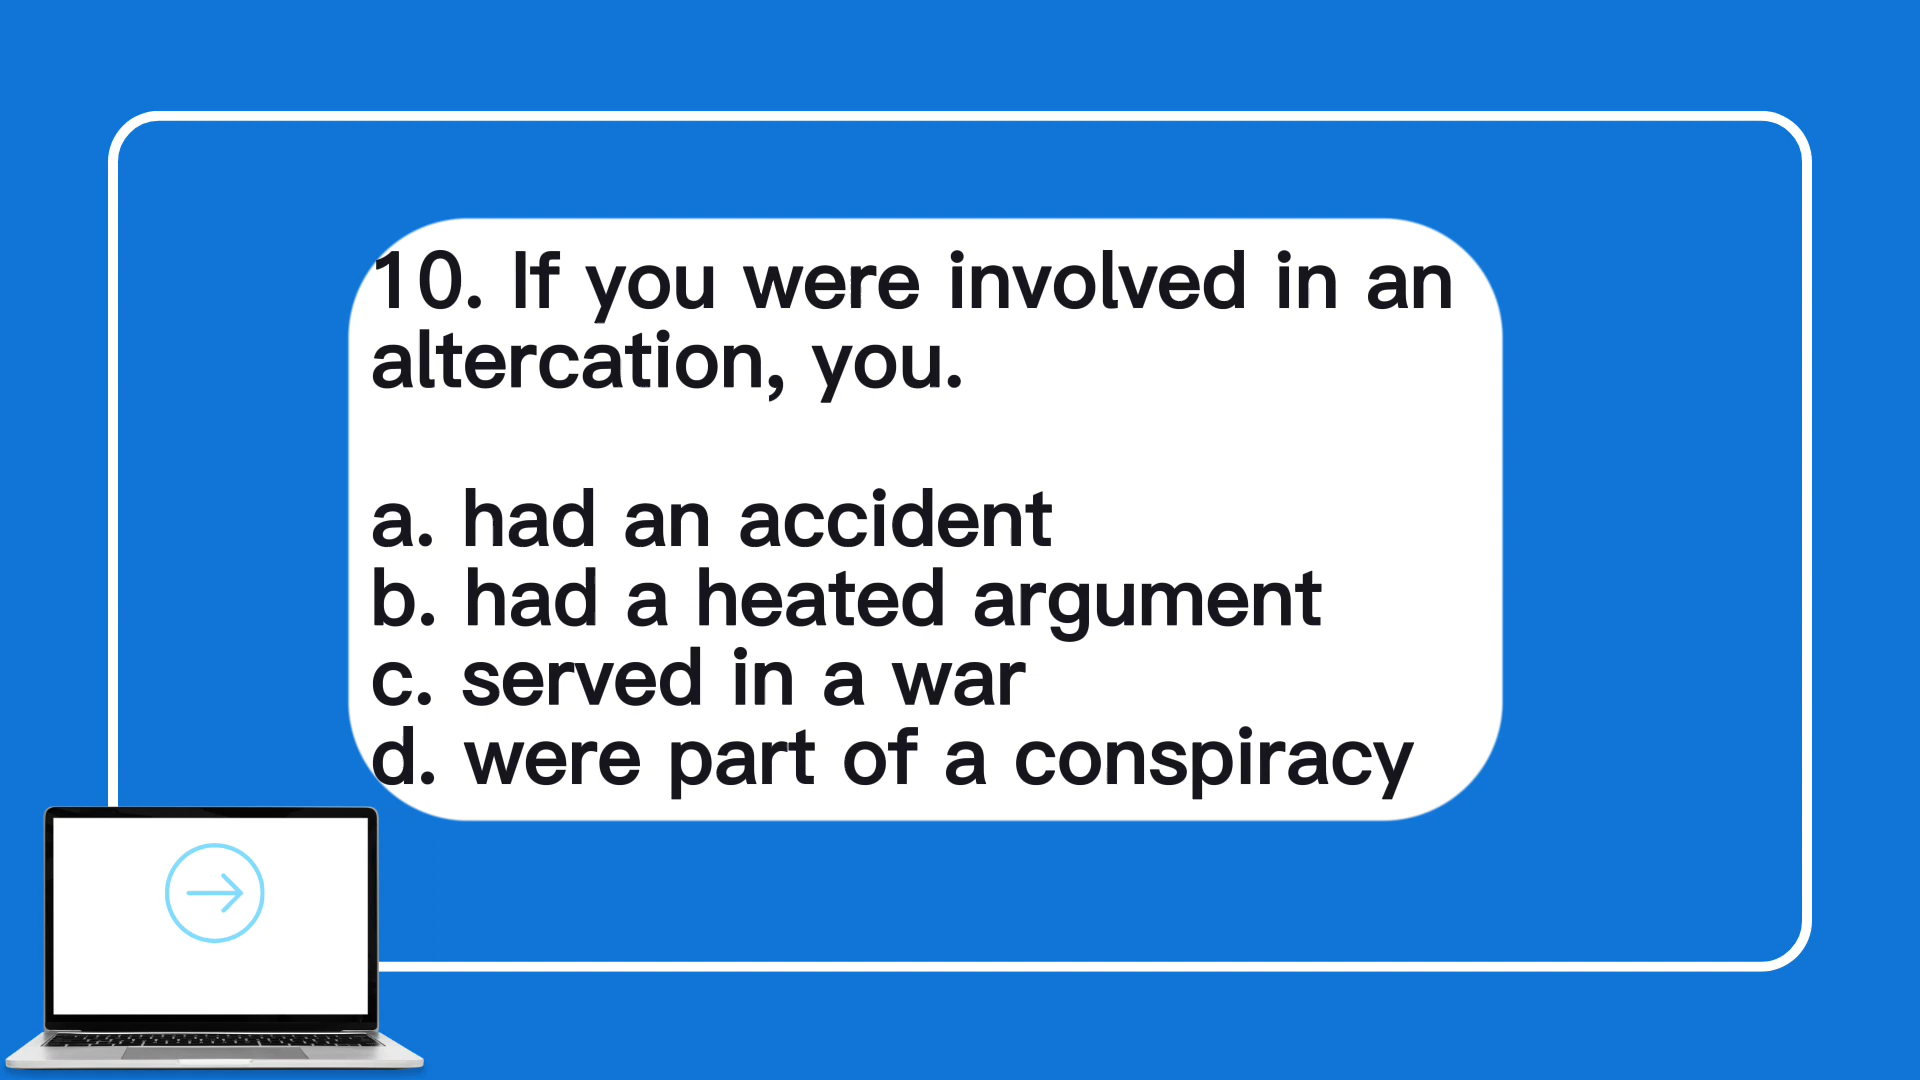 10. If you were involved in an
altercation, you.
a. had an accident
b. had a heated argument
c. served in a war
d. were part of a conspiracy